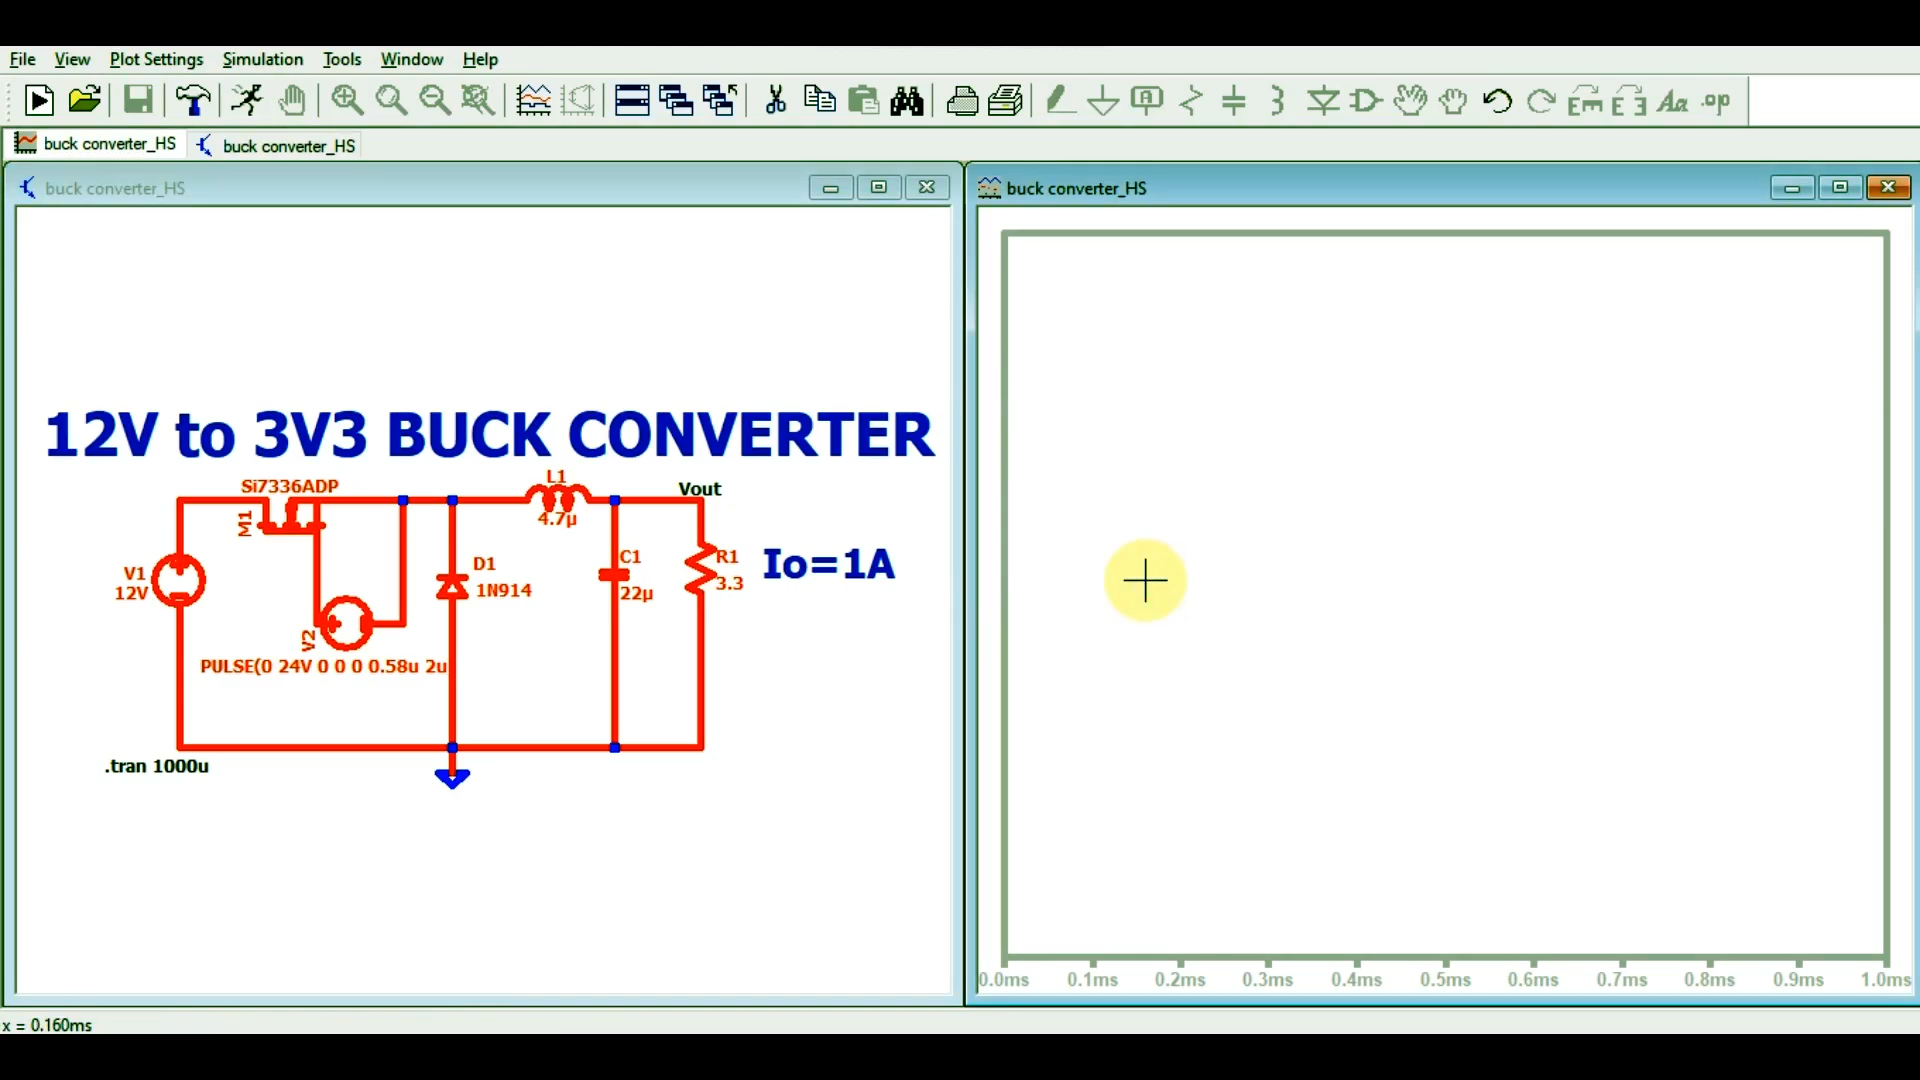 File View Plot Settings Simulation Tools Window Help
buck converter_HS buck converter_HS
buck converter_HS
12V to 3V3 BUCK CONVERTER
Si7336ADP
M1
L1
4.7µ
Vout
V1
12V
V2
PULSE(0 24V 0 0 0 0.58u 2u
D1
1N914
C1
22µ
R1
3.3
Io=1A
.tran 1000u
buck converter_HS
0.0ms 0.1ms 0.2ms 0.3ms 0.4ms 0.5ms 0.6ms 0.7ms 0.8ms 0.9ms 1.0ms
x = 0.160ms
Aa .op